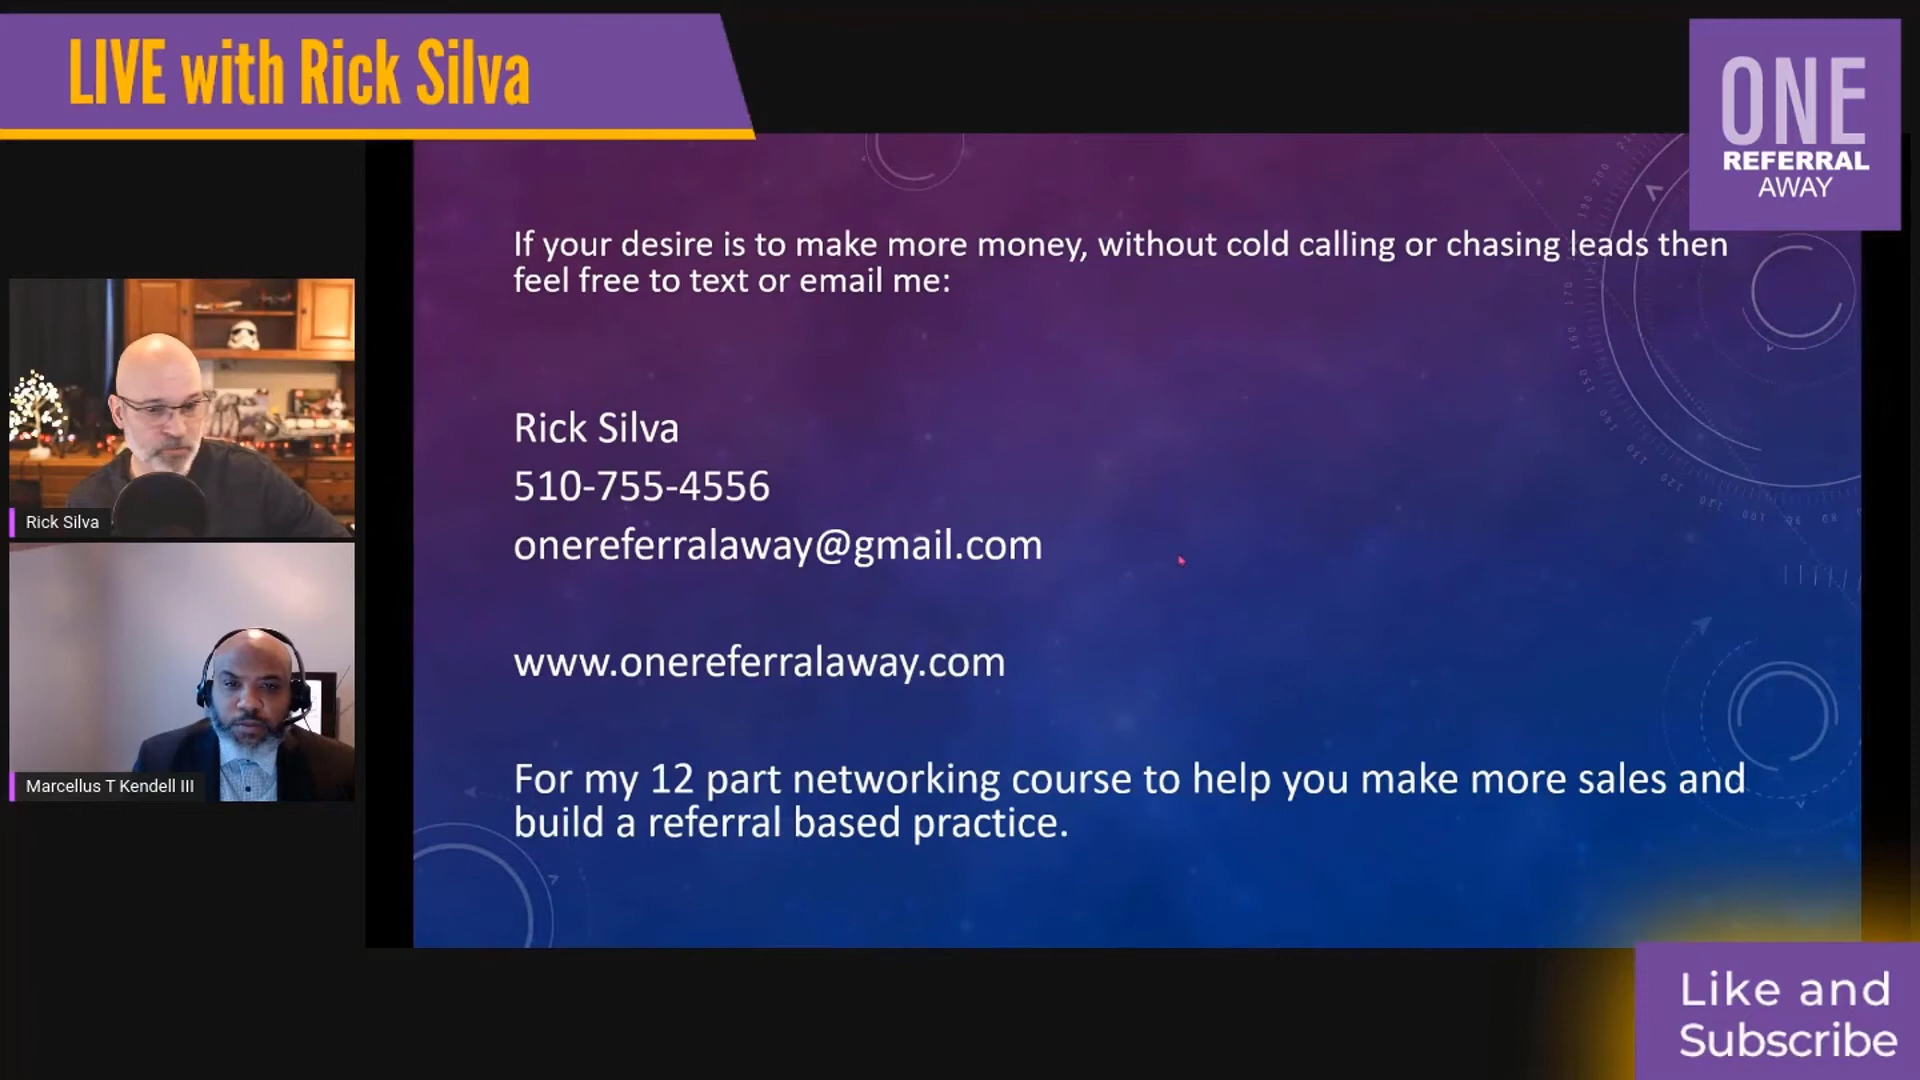 LIVE with Rick Silva
ONE
REFERRAL
AWAY
If your desire is to make more money, without cold calling or chasing leads then
feel free to text or email me:
Rick Silva
510-755-4556
onereferralaway@gmail.com
www.onereferralaway.com
For my 12 part networking course to help you make more sales and
build a referral based practice.
Rick Silva
Marcellus T Kendell III
Like and
Subscribe